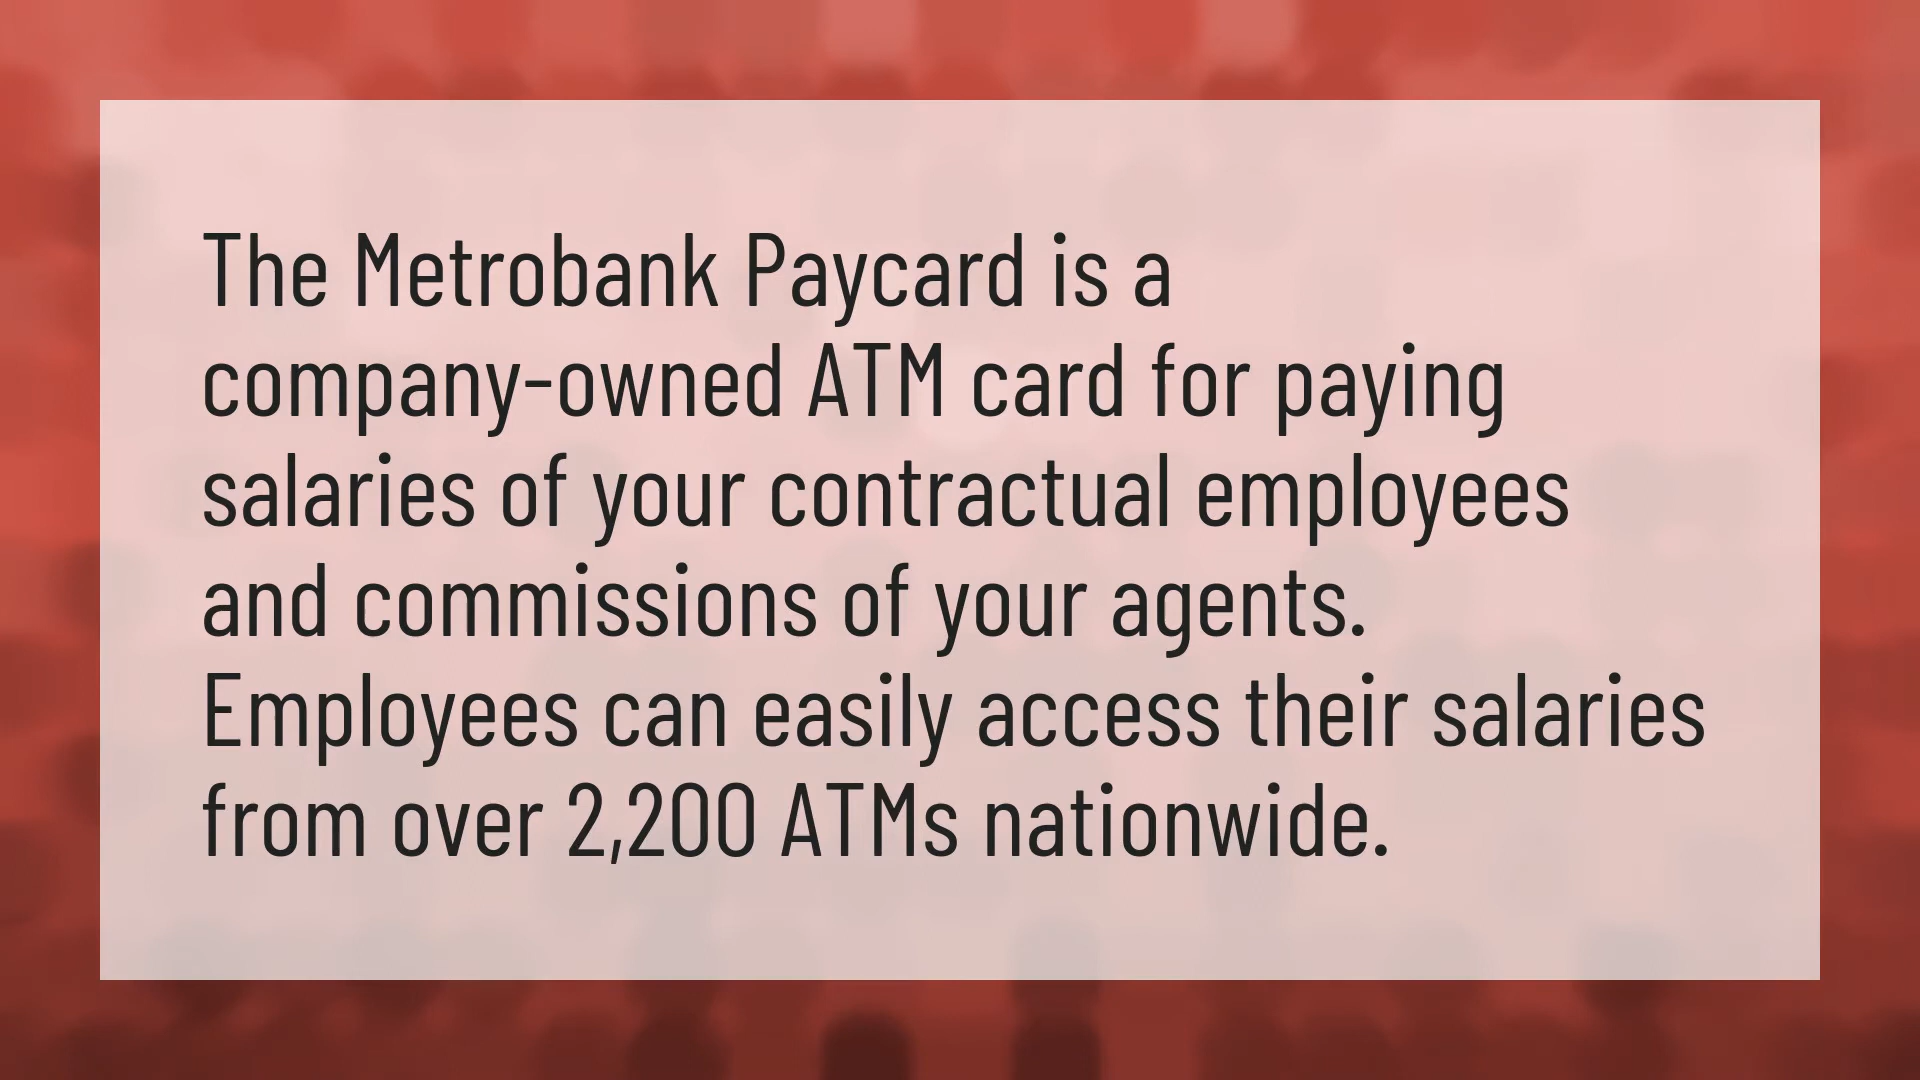 The Metrobank Paycard is a
company-owned ATM card for paying
salaries of your contractual employees
and commissions of your agents.
Employees can easily access their salaries
from over 2,200 ATMs nationwide.